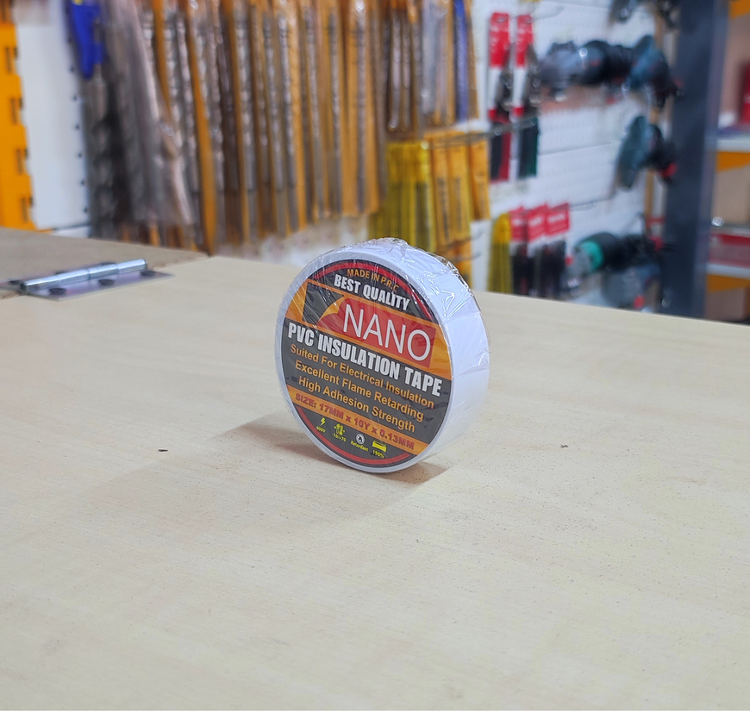 MADE IN P.R.C
BEST QUALITY
NANO
PVC INSULATION TAPE
Suited For Electrical Insulation
Excellent Flame Retarding
High Adhesion Strength
SIZE: 17MM x 10Y x 0.13MM